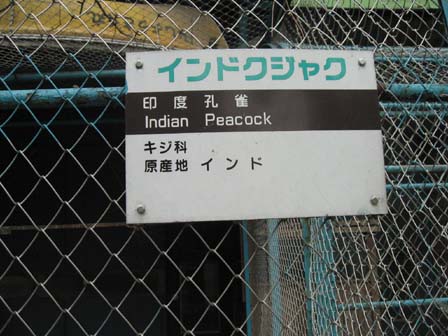 インドクジャク
印度孔雀
Indian Peacock
キジ科
原産地 インド